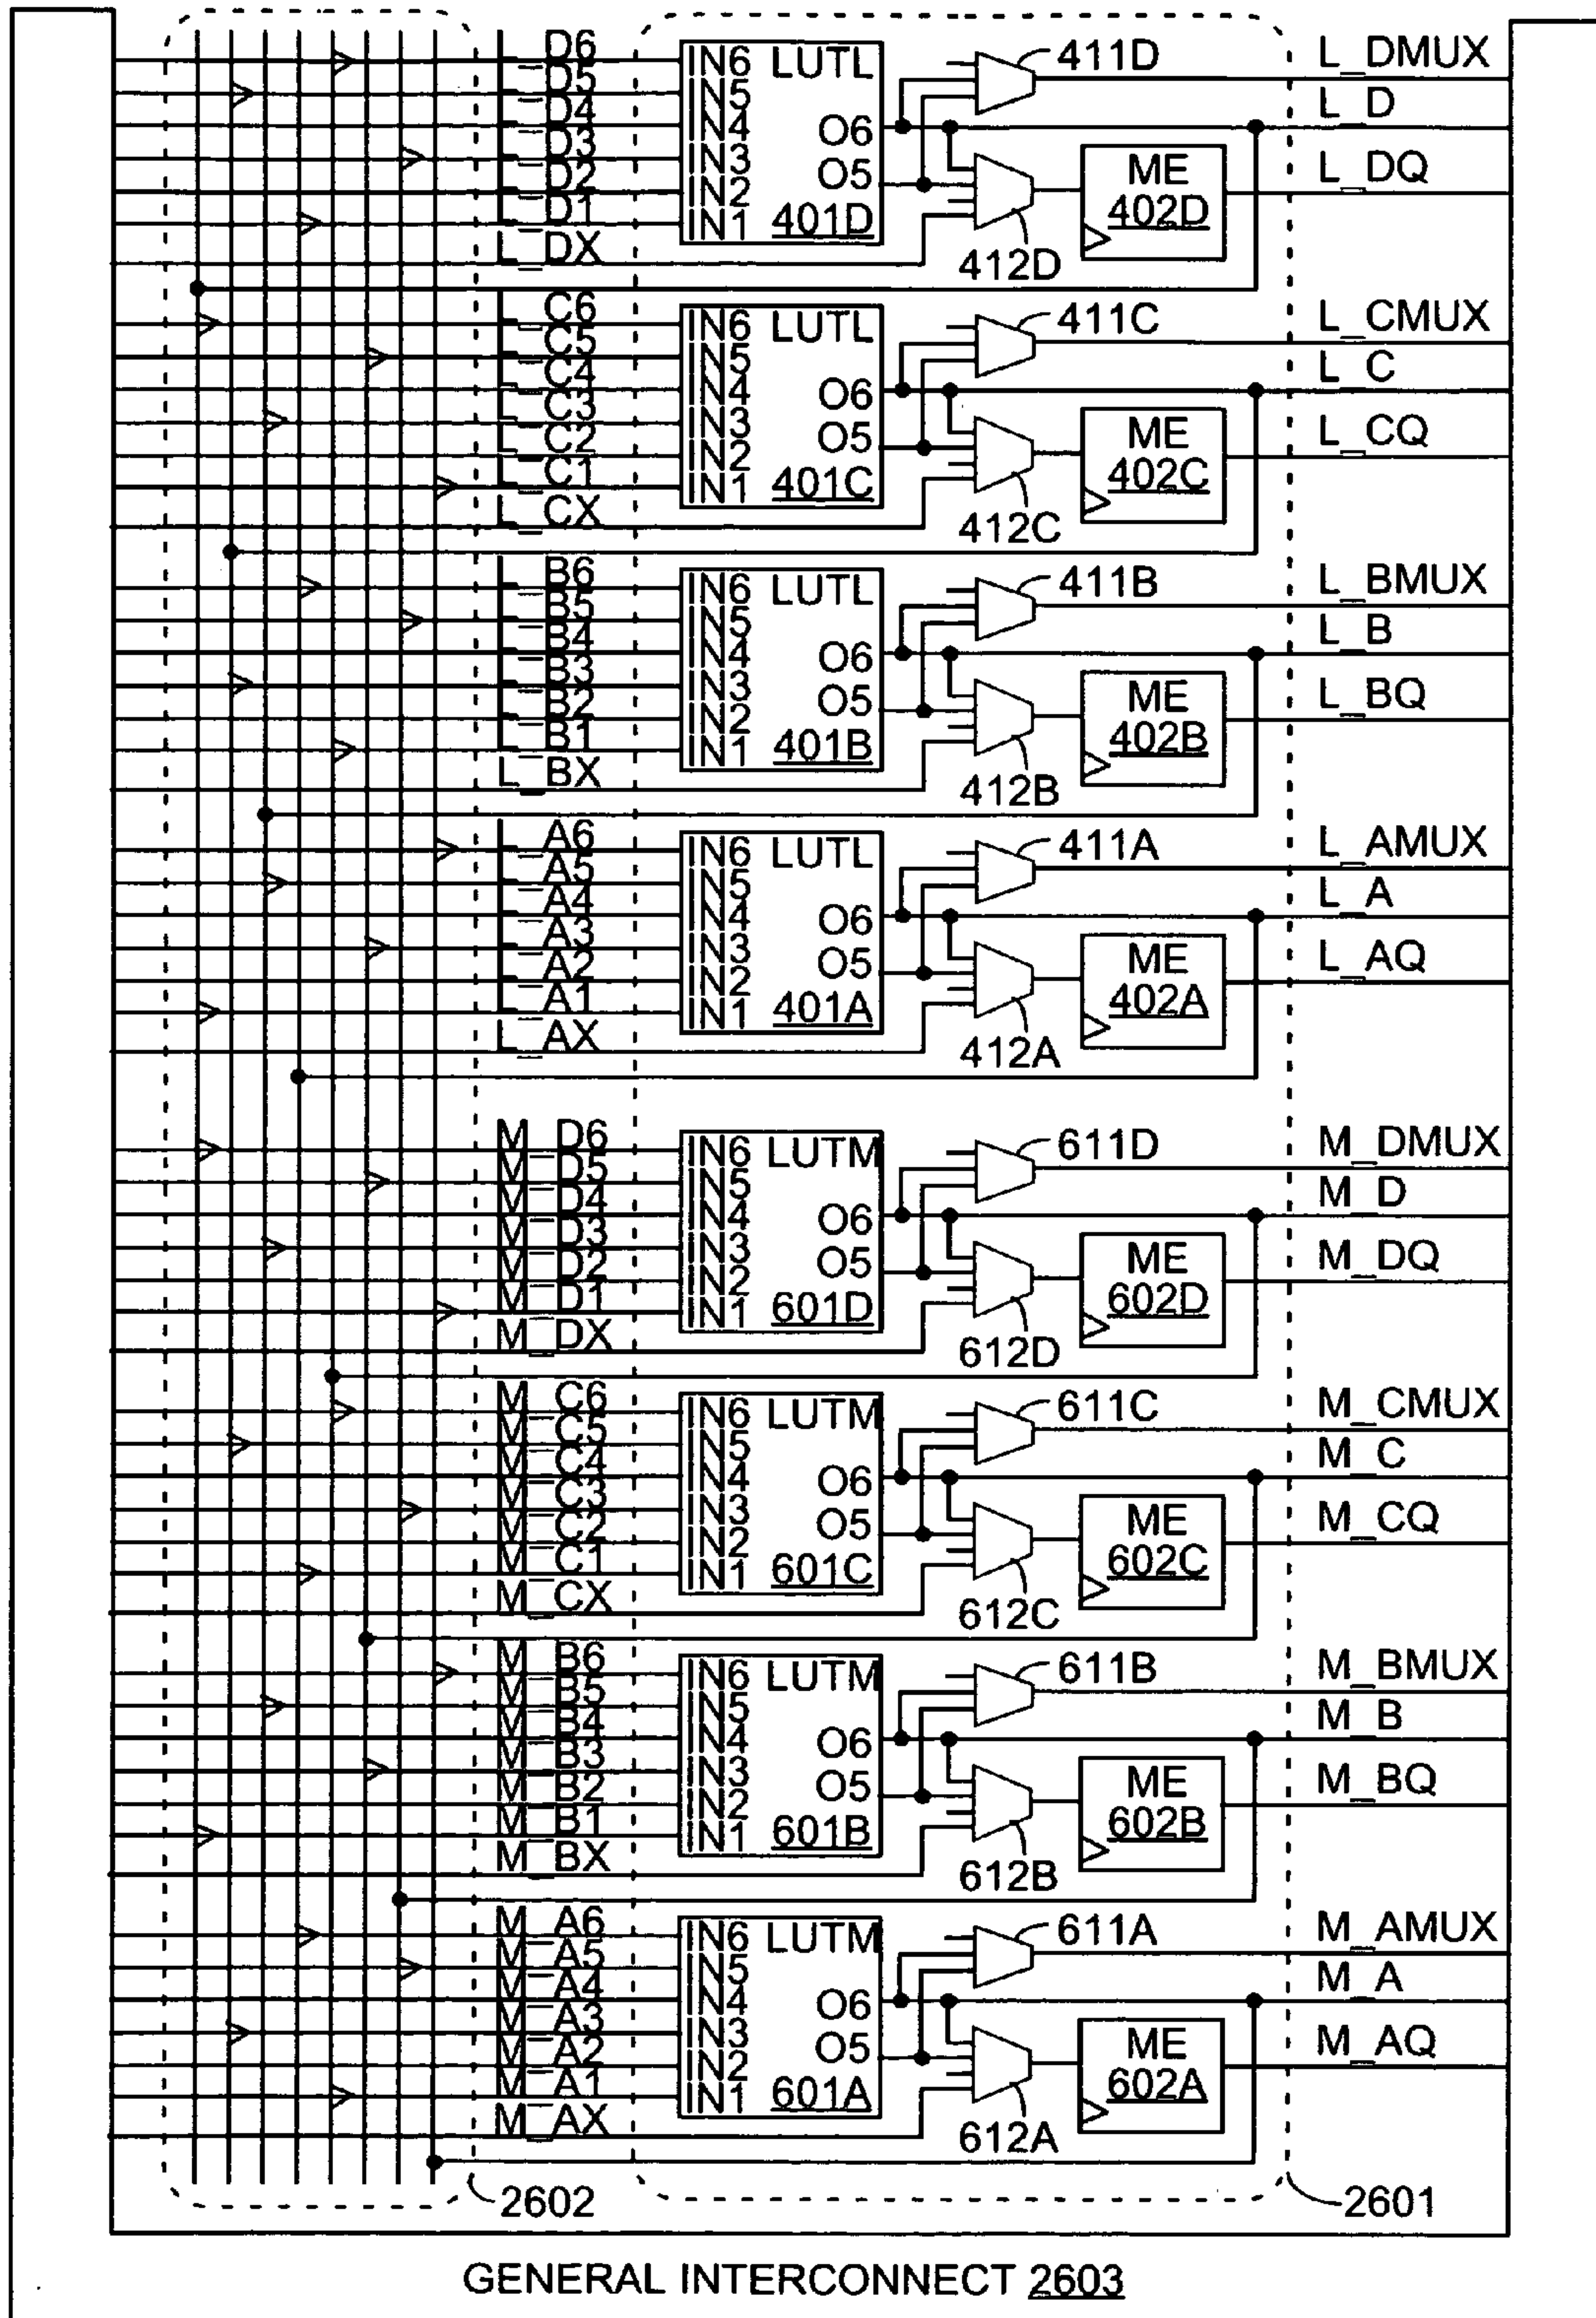 L_D6 IN6 LUTL 411D L_DMUX
L_D5 IN5
L_D4 IN4 O6 L_D
L_D3 IN3
L_D2 IN2 O5 ME L_DQ
L_D1 IN1 401D 402D
L_DX 412D
L_C6 IN6 LUTL 411C L_CMUX
L_C5 IN5
L_C4 IN4 O6 L_C
L_C3 IN3
L_C2 IN2 O5 ME L_CQ
L_C1 IN1 401C 402C
L_CX 412C
L_B6 IN6 LUTL 411B L_BMUX
L_B5 IN5
L_B4 IN4 O6 L_B
L_B3 IN3
L_B2 IN2 O5 ME L_BQ
L_B1 IN1 401B 402B
L_BX 412B
L_A6 IN6 LUTL 411A L_AMUX
L_A5 IN5
L_A4 IN4 O6 L_A
L_A3 IN3
L_A2 IN2 O5 ME L_AQ
L_A1 IN1 401A 402A
L_AX 412A
M_D6 IN6 LUTM 611D M_DMUX
M_D5 IN5
M_D4 IN4 O6 M_D
M_D3 IN3
M_D2 IN2 O5 ME M_DQ
M_D1 IN1 601D 602D
M_DX 612D
M_C6 IN6 LUTM 611C M_CMUX
M_C5 IN5
M_C4 IN4 O6 M_C
M_C3 IN3
M_C2 IN2 O5 ME M_CQ
M_C1 IN1 601C 602C
M_CX 612C
M_B6 IN6 LUTM 611B M_BMUX
M_B5 IN5
M_B4 IN4 O6 M_B
M_B3 IN3
M_B2 IN2 O5 ME M_BQ
M_B1 IN1 601B 602B
M_BX 612B
M_A6 IN6 LUTM 611A M_AMUX
M_A5 IN5
M_A4 IN4 O6 M_A
M_A3 IN3
M_A2 IN2 O5 ME M_AQ
M_A1 IN1 601A 602A
M_AX 612A
2602 2601
GENERAL INTERCONNECT 2603